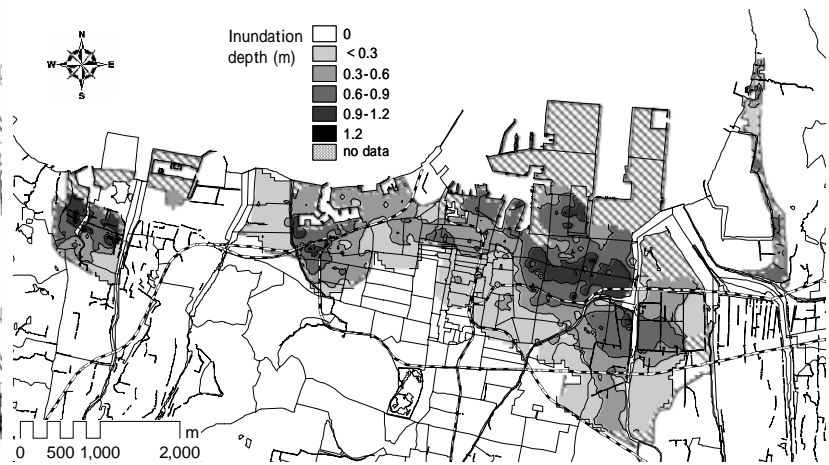 N
W E
S
Inundation
depth (m)
0
< 0.3
0.3-0.6
0.6-0.9
0.9-1.2
1.2
no data
m
0 500 1,000 2,000